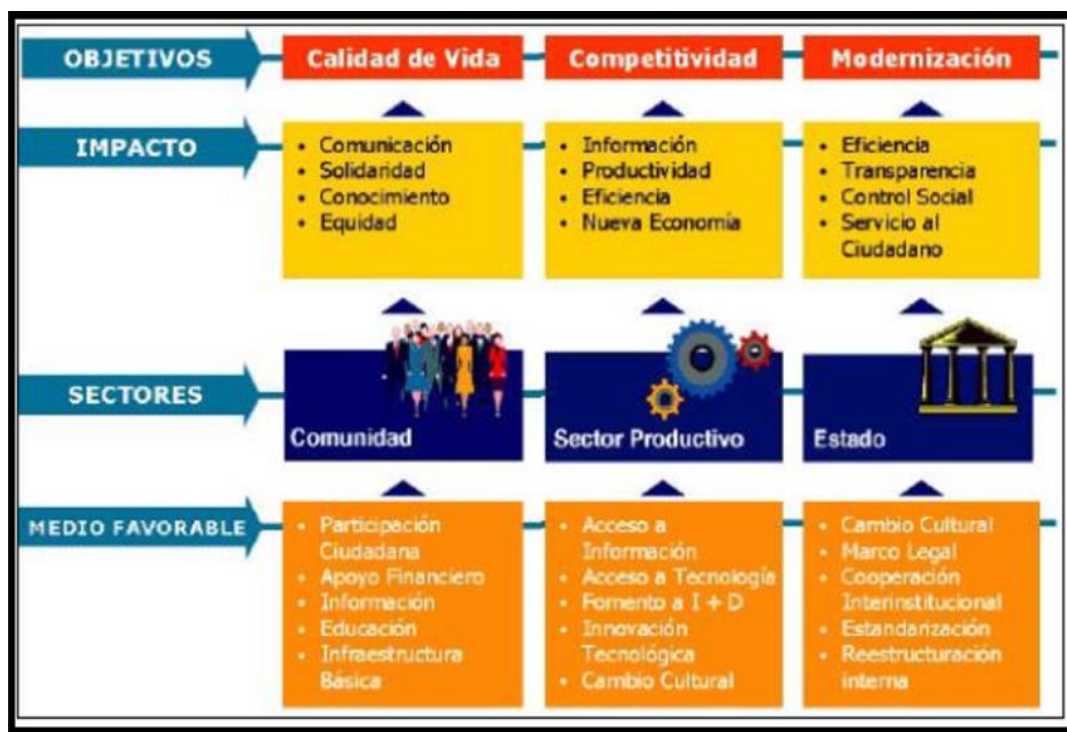 OBJETIVOS
Calidad de Vida
Competitividad
Modernización
IMPACTO
• Comunicación
• Solidaridad
• Conocimiento
• Equidad
• Información
• Productividad
• Eficiencia
• Nueva Economía
• Eficiencia
• Transparencia
• Control Social
• Servicio al
Ciudadano
SECTORES
Comunidad
Sector Productivo
Estado
MEDIO FAVORABLE
• Participación
Ciudadana
• Apoyo Financiero
• Información
• Educación
• Infraestructura
Básica
• Acceso a
Información
• Acceso a Tecnología
• Fomento a I + D
• Innovación
Tecnológica
• Cambio Cultural
• Cambio Cultural
• Marco Legal
• Cooperación
Interinstitucional
• Estandarización
• Reestructuración
interna